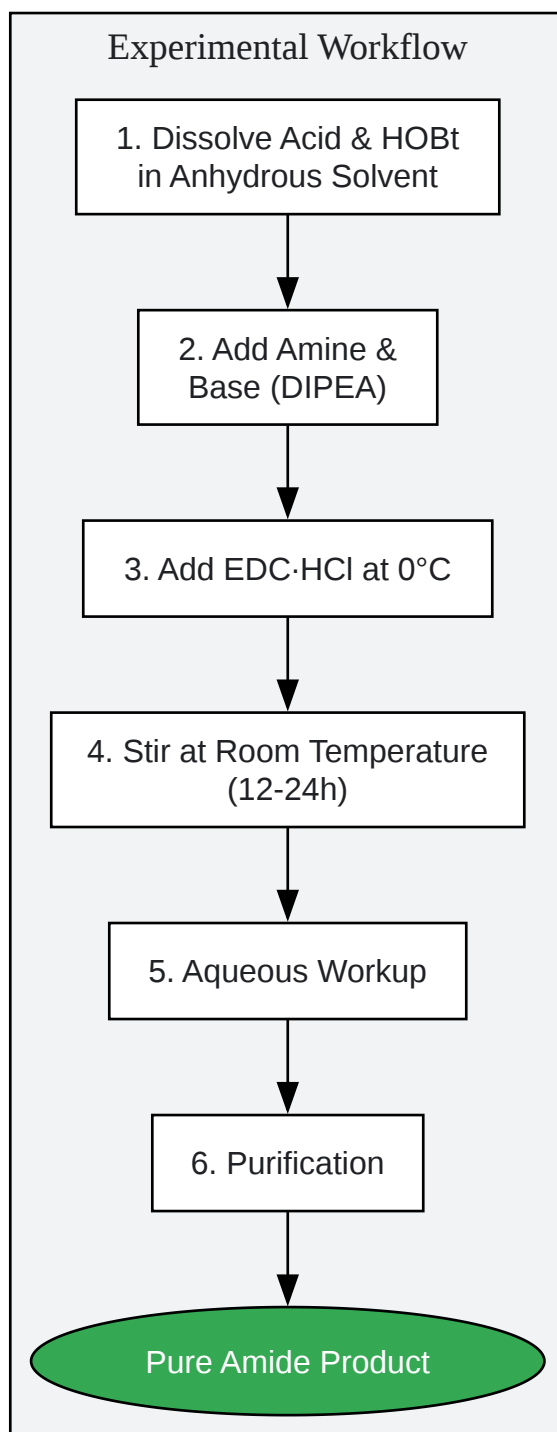 Experimental Workflow
1. Dissolve Acid & HOBt
in Anhydrous Solvent
2. Add Amine &
Base (DIPEA)
3. Add EDC·HCl at 0°C
4. Stir at Room Temperature
(12-24h)
5. Aqueous Workup
6. Purification
Pure Amide Product